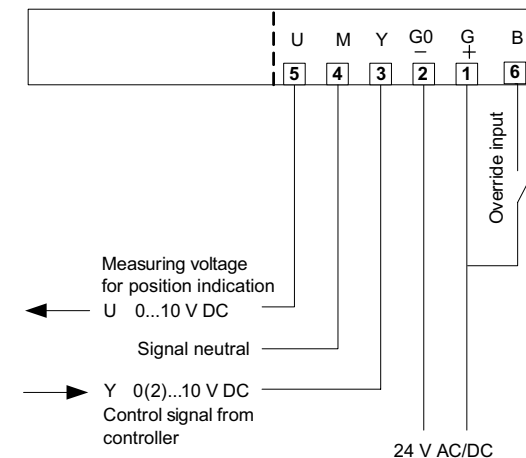 U M Y G0 G B
− +
5 4 3 2 1 6
Override input
Measuring voltage
for position indication
U 0...10 V DC
Signal neutral
Y 0(2)...10 V DC
Control signal from
controller
24 V AC/DC